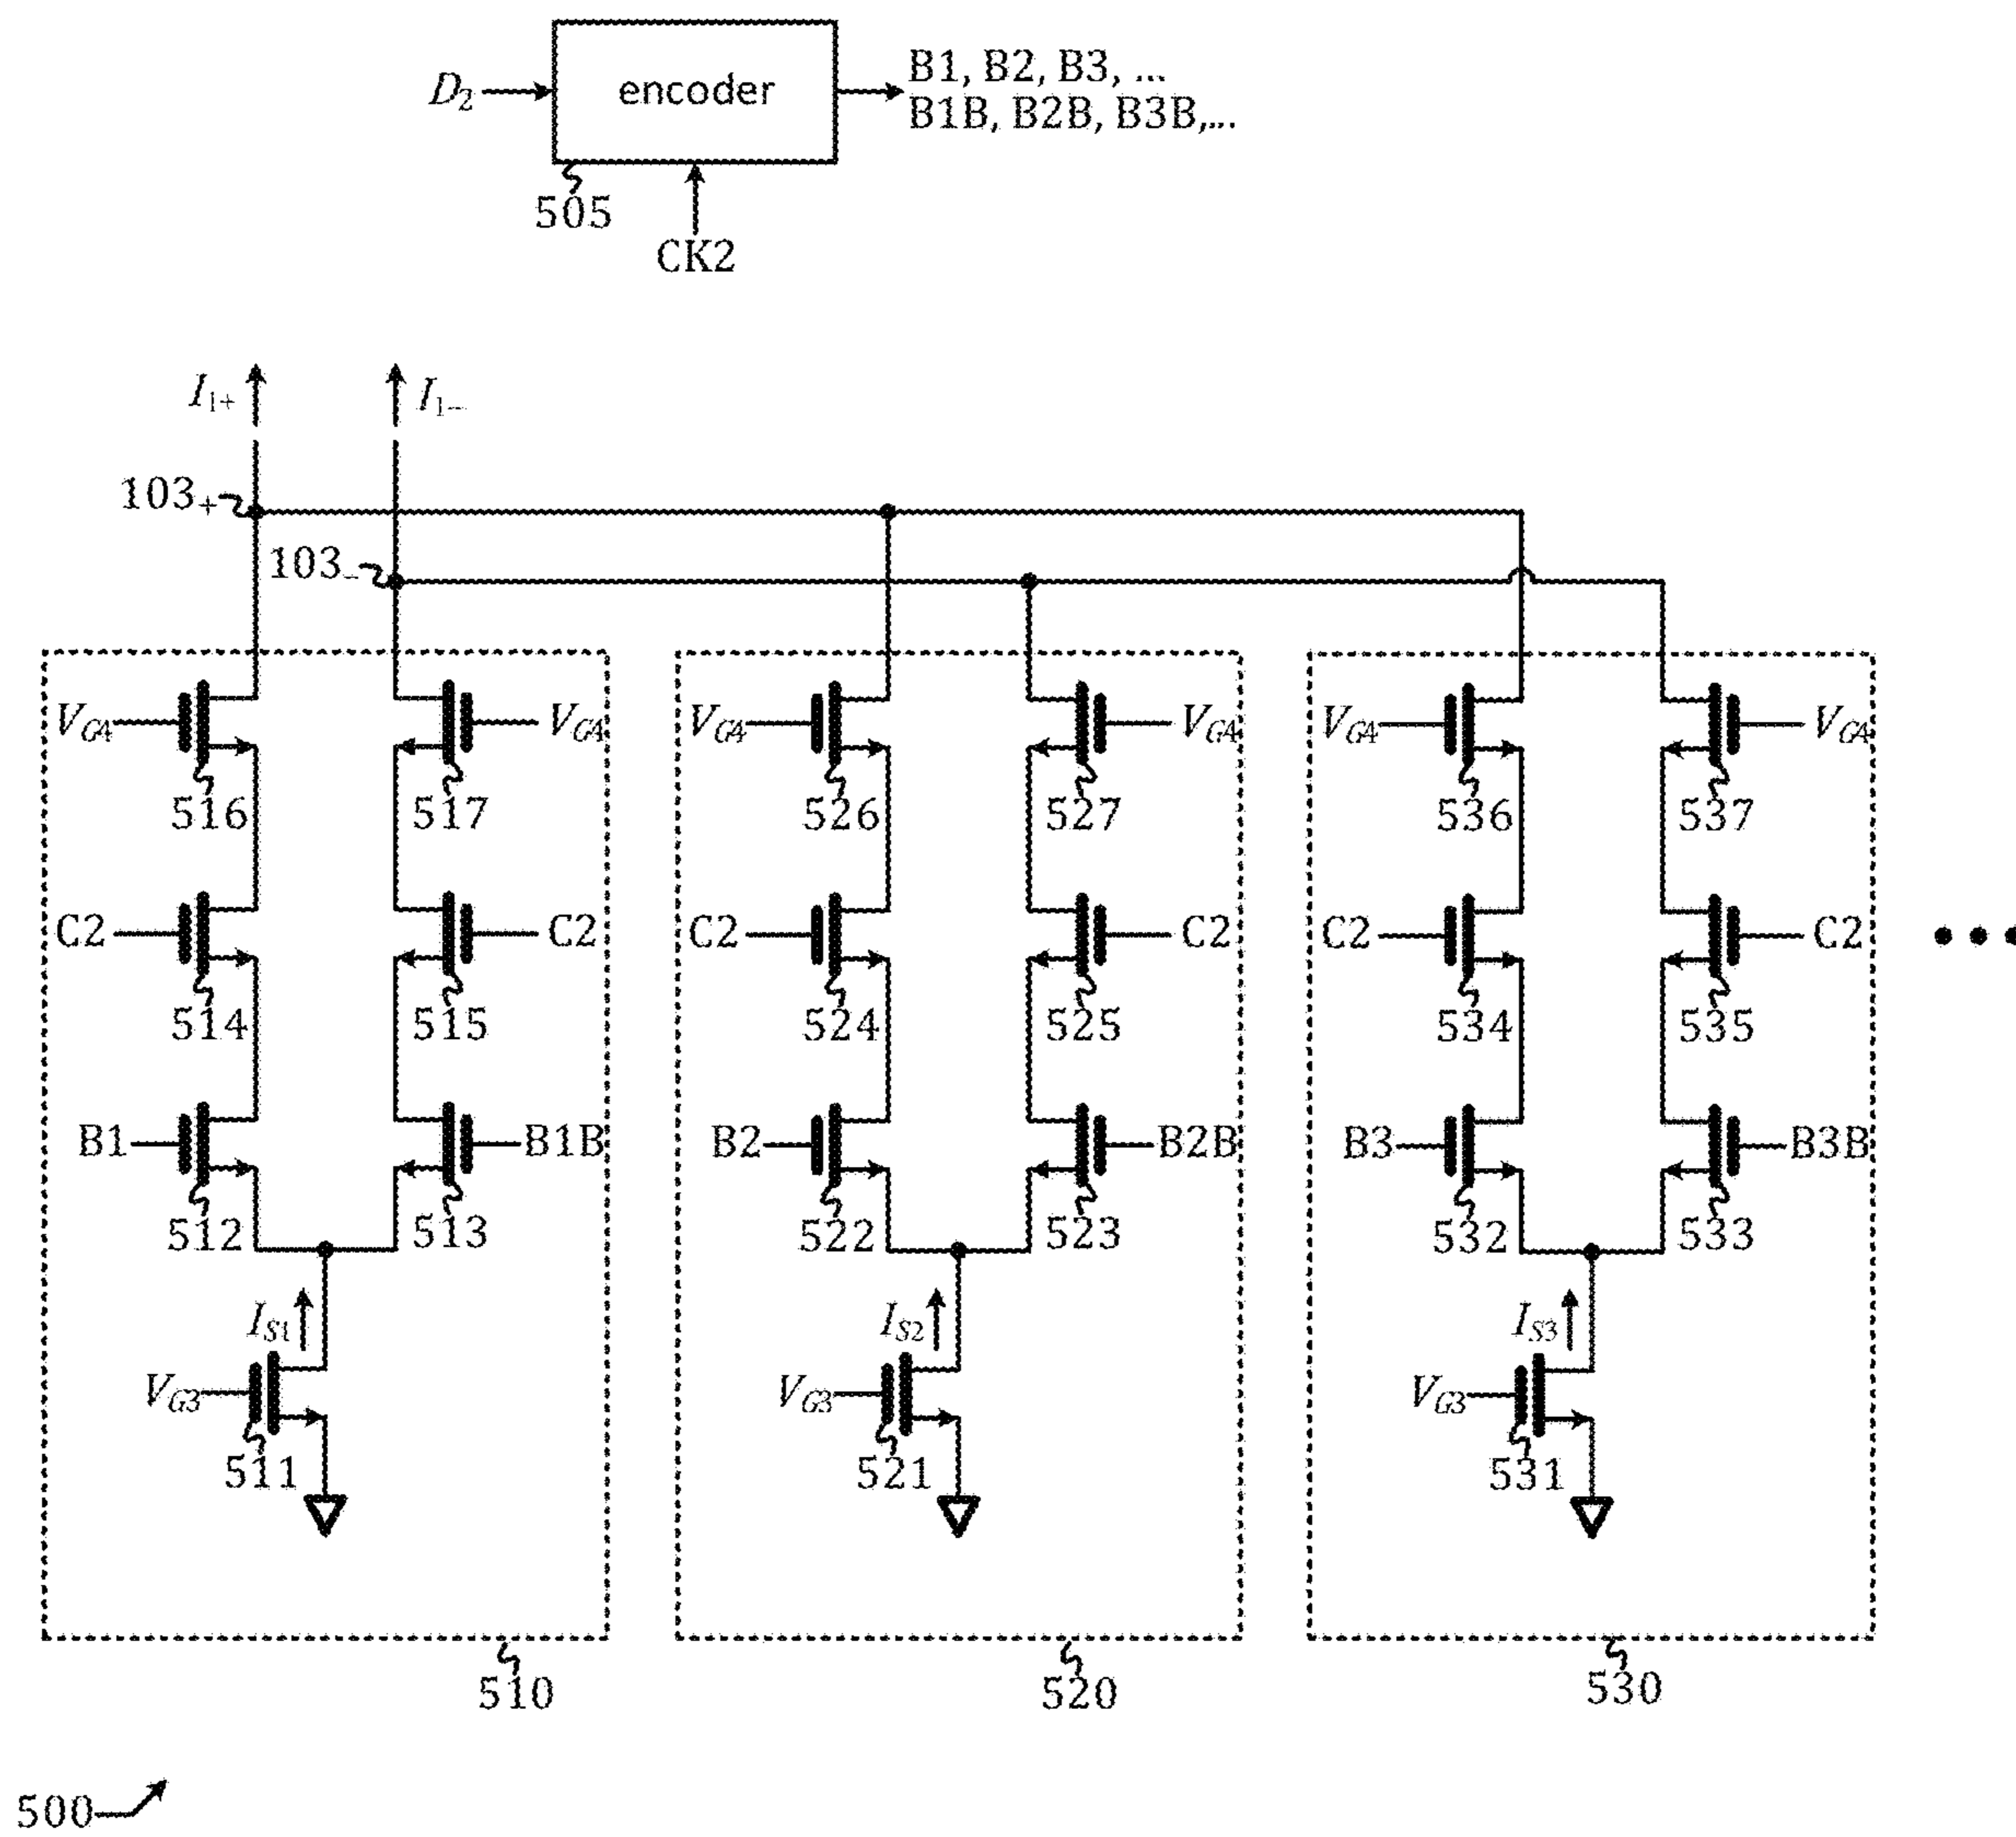 B1, B2, B3, ...
D2 encoder
B1B, B2B, B3B,...
505
CK2
I1+ I1−
103+
103−
VG4 VG4 VG4 VG4 VG4 VG4
516 517 526 527 536 537
C2 C2 C2 C2 C2 C2
514 515 524 525 534 535
B1 B1B B2 B2B B3 B3B
512 513 522 523 532 533
IS1 IS2 IS3
VG3 VG3 VG3
511 521 531
510 520 530
500